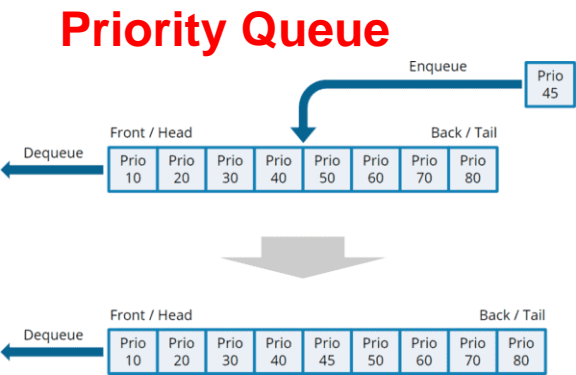 Priority Queue
Enqueue
Prio
45
Front / Head Back / Tail
Dequeue
Prio Prio Prio Prio Prio Prio Prio Prio
10 20 30 40 50 60 70 80
Front / Head Back / Tail
Dequeue
Prio Prio Prio Prio Prio Prio Prio Prio Prio
10 20 30 40 45 50 60 70 80